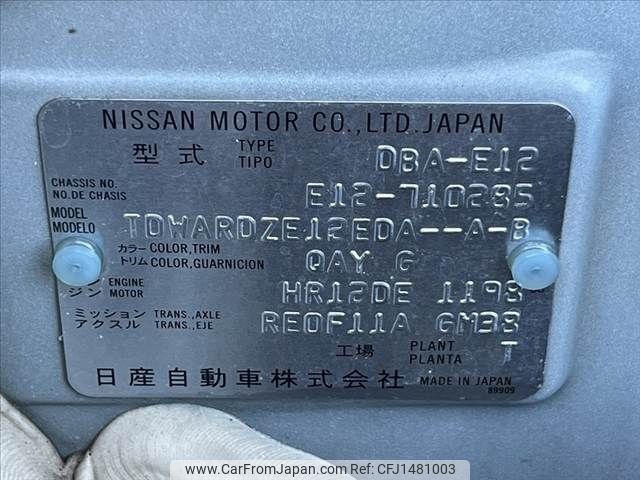 NISSAN MOTOR CO., LTD. JAPAN
型式 TYPE TIPO DBA-E12
CHASSIS NO. NO. DE CHASIS E12-710285
MODEL MODELO TDWARDZE12EDA--A-B
カラー COLOR, TRIM トリム COLOR, GUARNICION QAY G
ジン ENGINE MOTOR HR12DE 1198
ミッション TRANS., AXLE アクスル TRANS., EJE RE0F11A GM38
工場 PLANT PLANTA T
日産自動車株式会社 MADE IN JAPAN
89909
www.CarFromJapan.com - CFJ1481003